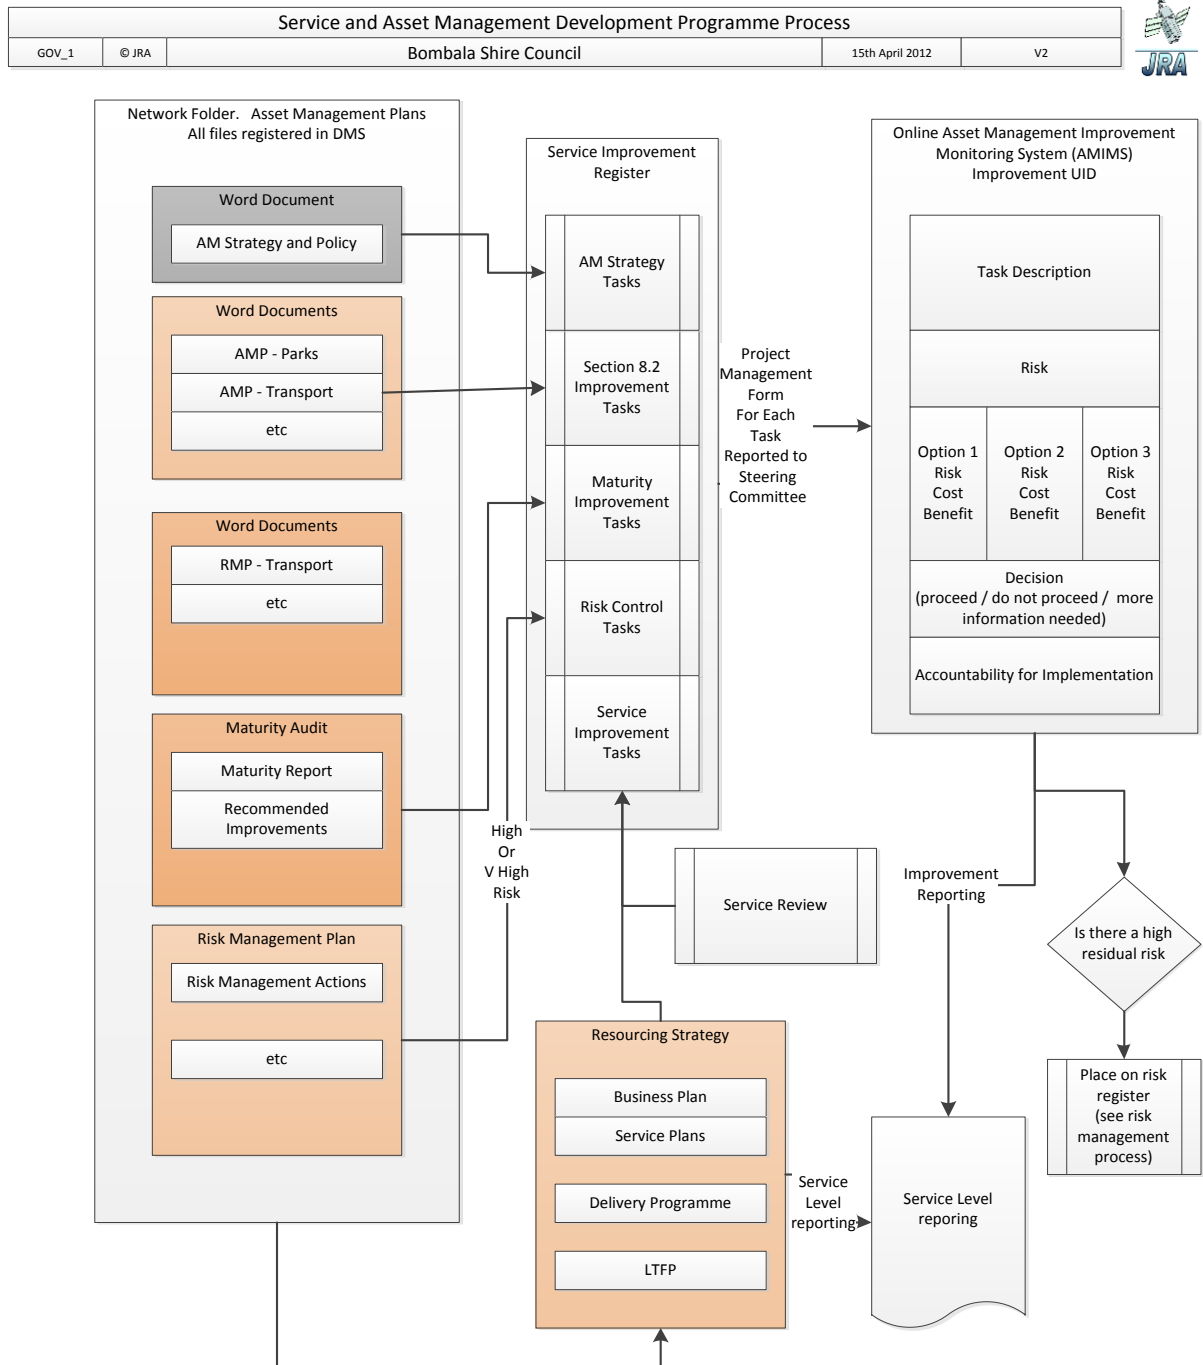 Service and Asset Management Development Programme Process
GOV_1
© JRA
Bombala Shire Council
15th April 2012
V2
JRA
Network Folder.   Asset Management Plans
All files registered in DMS
Word Document
AM Strategy and Policy
Word Documents
AMP - Parks
AMP - Transport
etc
Word Documents
RMP - Transport
etc
Maturity Audit
Maturity Report
Recommended
Improvements
Risk Management Plan
Risk Management Actions
etc
High
Or
V High
Risk
Service Improvement
Register
AM Strategy
Tasks
Section 8.2
Improvement
Tasks
Maturity
Improvement
Tasks
Risk Control
Tasks
Service
Improvement
Tasks
Project
Management
Form
For Each
Task
Reported to
Steering
Committee
Service Review
Resourcing Strategy
Business Plan
Service Plans
Delivery Programme
LTFP
Service
Level
reporting
Online Asset Management Improvement
Monitoring System (AMIMS)
Improvement UID
Task Description
Risk
Option 1
Risk
Cost
Benefit
Option 2
Risk
Cost
Benefit
Option 3
Risk
Cost
Benefit
Decision
(proceed / do not proceed /  more
information needed)
Accountability for Implementation
Improvement
Reporting
Is there a high
residual risk
Place on risk
register
(see risk
management
process)
Service Level
reporing